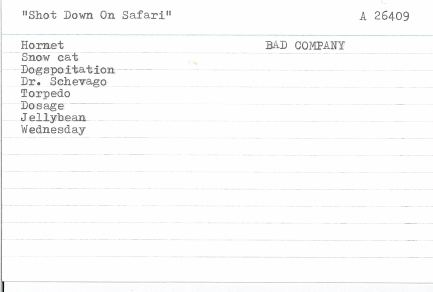 "Shot Down On Safari" A 26409
Hornet BAD COMPANY
Snow cat
Dogspoitation
Dr. Schevago
Torpedo
Dosage
Jellybean
Wednesday